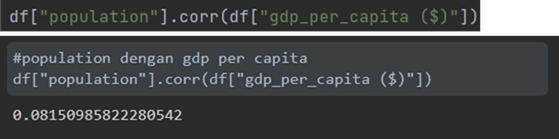 df["population"].corr(df["gdp_per_capita ($)"])
#population dengan gdp per capita
df["population"].corr(df["gdp_per_capita ($)"])
0.08150985822280542